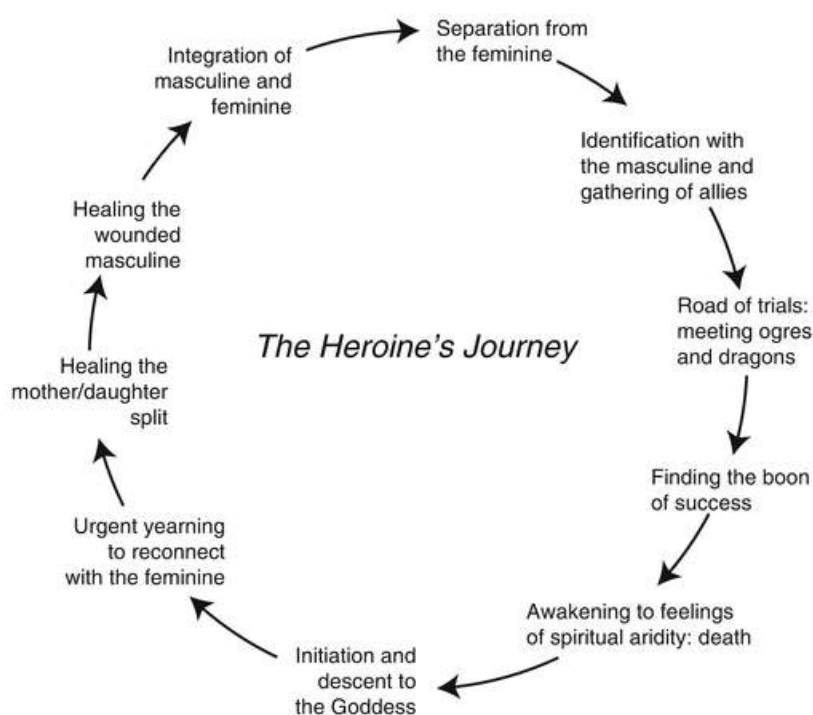 Separation from
the feminine
Identification with
the masculine and
gathering of allies
Road of trials:
meeting ogres
and dragons
Finding the boon
of success
Awakening to feelings
of spiritual aridity: death
Initiation and
descent to
the Goddess
Urgent yearning
to reconnect
with the feminine
Healing the
mother/daughter
split
Healing the
wounded
masculine
Integration of
masculine and
feminine
The Heroine's Journey